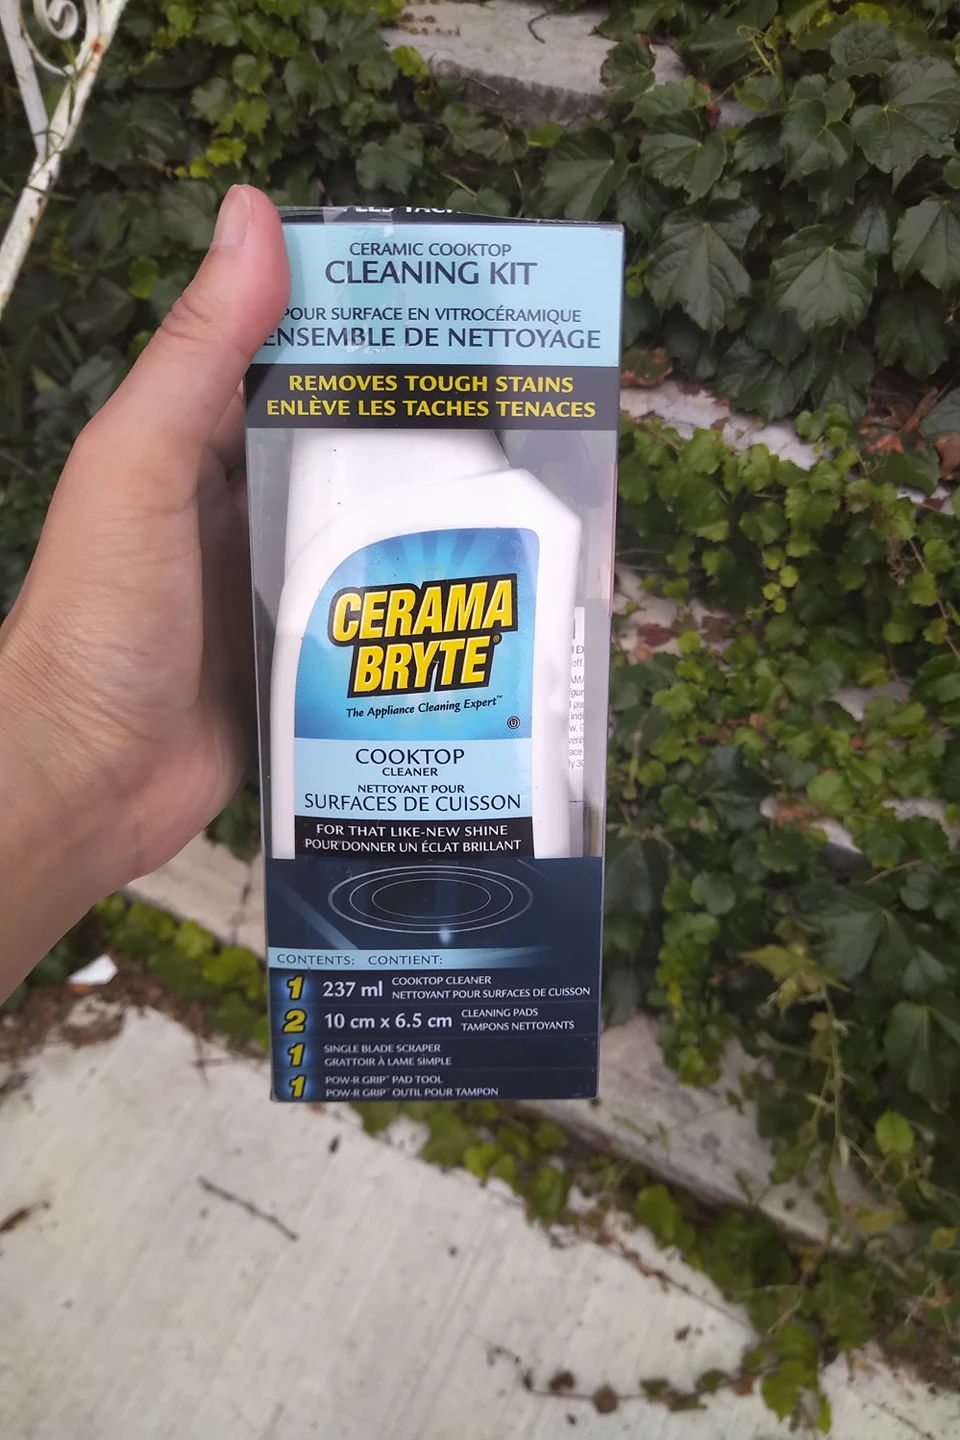 CERAMIC COOKTOP
CLEANING KIT
POUR SURFACE EN VITROCÉRAMIQUE
ENSEMBLE DE NETTOYAGE
REMOVES TOUGH STAINS
ENLÈVE LES TACHES TENACES
CERAMA
BRYTE®
The Appliance Cleaning Expert™
COOKTOP
CLEANER
NETTOYANT POUR
SURFACES DE CUISSON
FOR THAT LIKE-NEW SHINE
POUR DONNER UN ÉCLAT BRILLANT
CONTENTS: CONTIENT:
1 237 ml COOKTOP CLEANER
NETTOYANT POUR SURFACES DE CUISSON
2 10 cm x 6.5 cm CLEANING PADS
TAMPONS NETTOYANTS
1 SINGLE BLADE SCRAPER
GRATTOIR À LAME SIMPLE
1 POW-R GRIP™ PAD TOOL
POW-R GRIP™ OUTIL POUR TAMPON